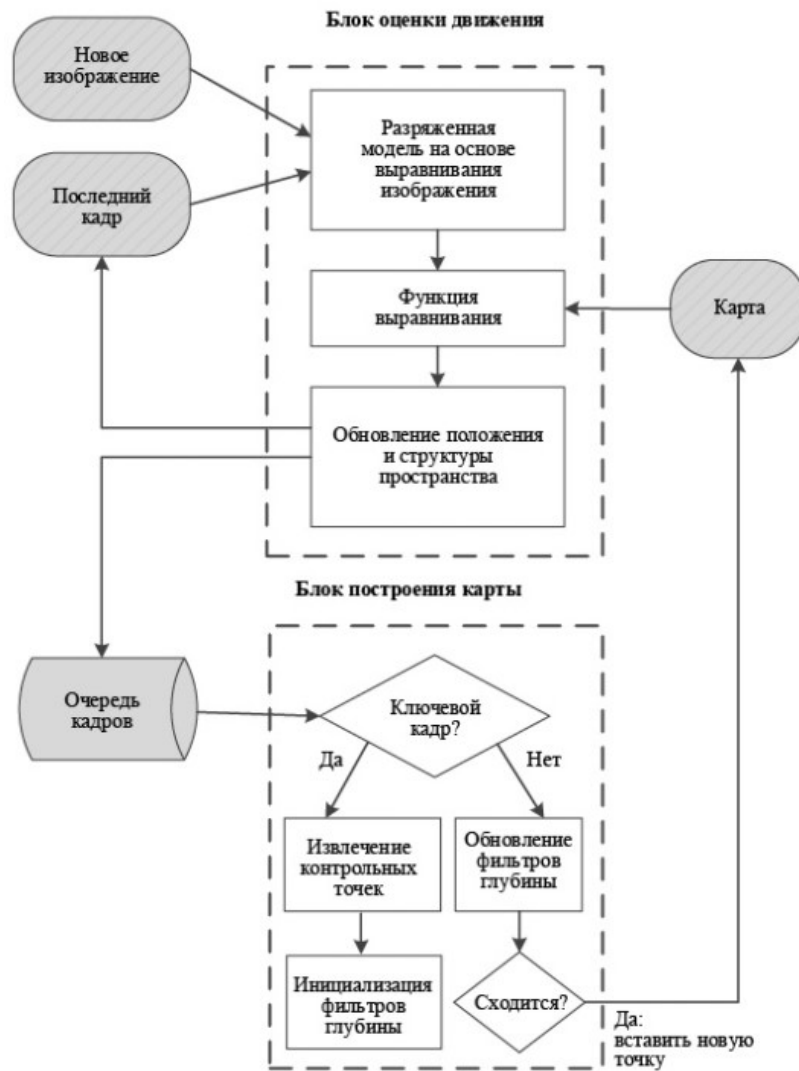 Блок оценки движения
Новое
изображение
Разряженная
модель на основе
выравнивания
изображения
Последний
кадр
Функция
выравнивания
Карта
Обновление положения
и структуры
пространства
Блок построения карты
Очередь
кадров
Ключевой
кадр?
Да
Нет
Извлечение
контрольных
точек
Обновление
фильтров
глубины
Инициализация
фильтров
глубины
Сходится?
Да:
вставить новую
точку